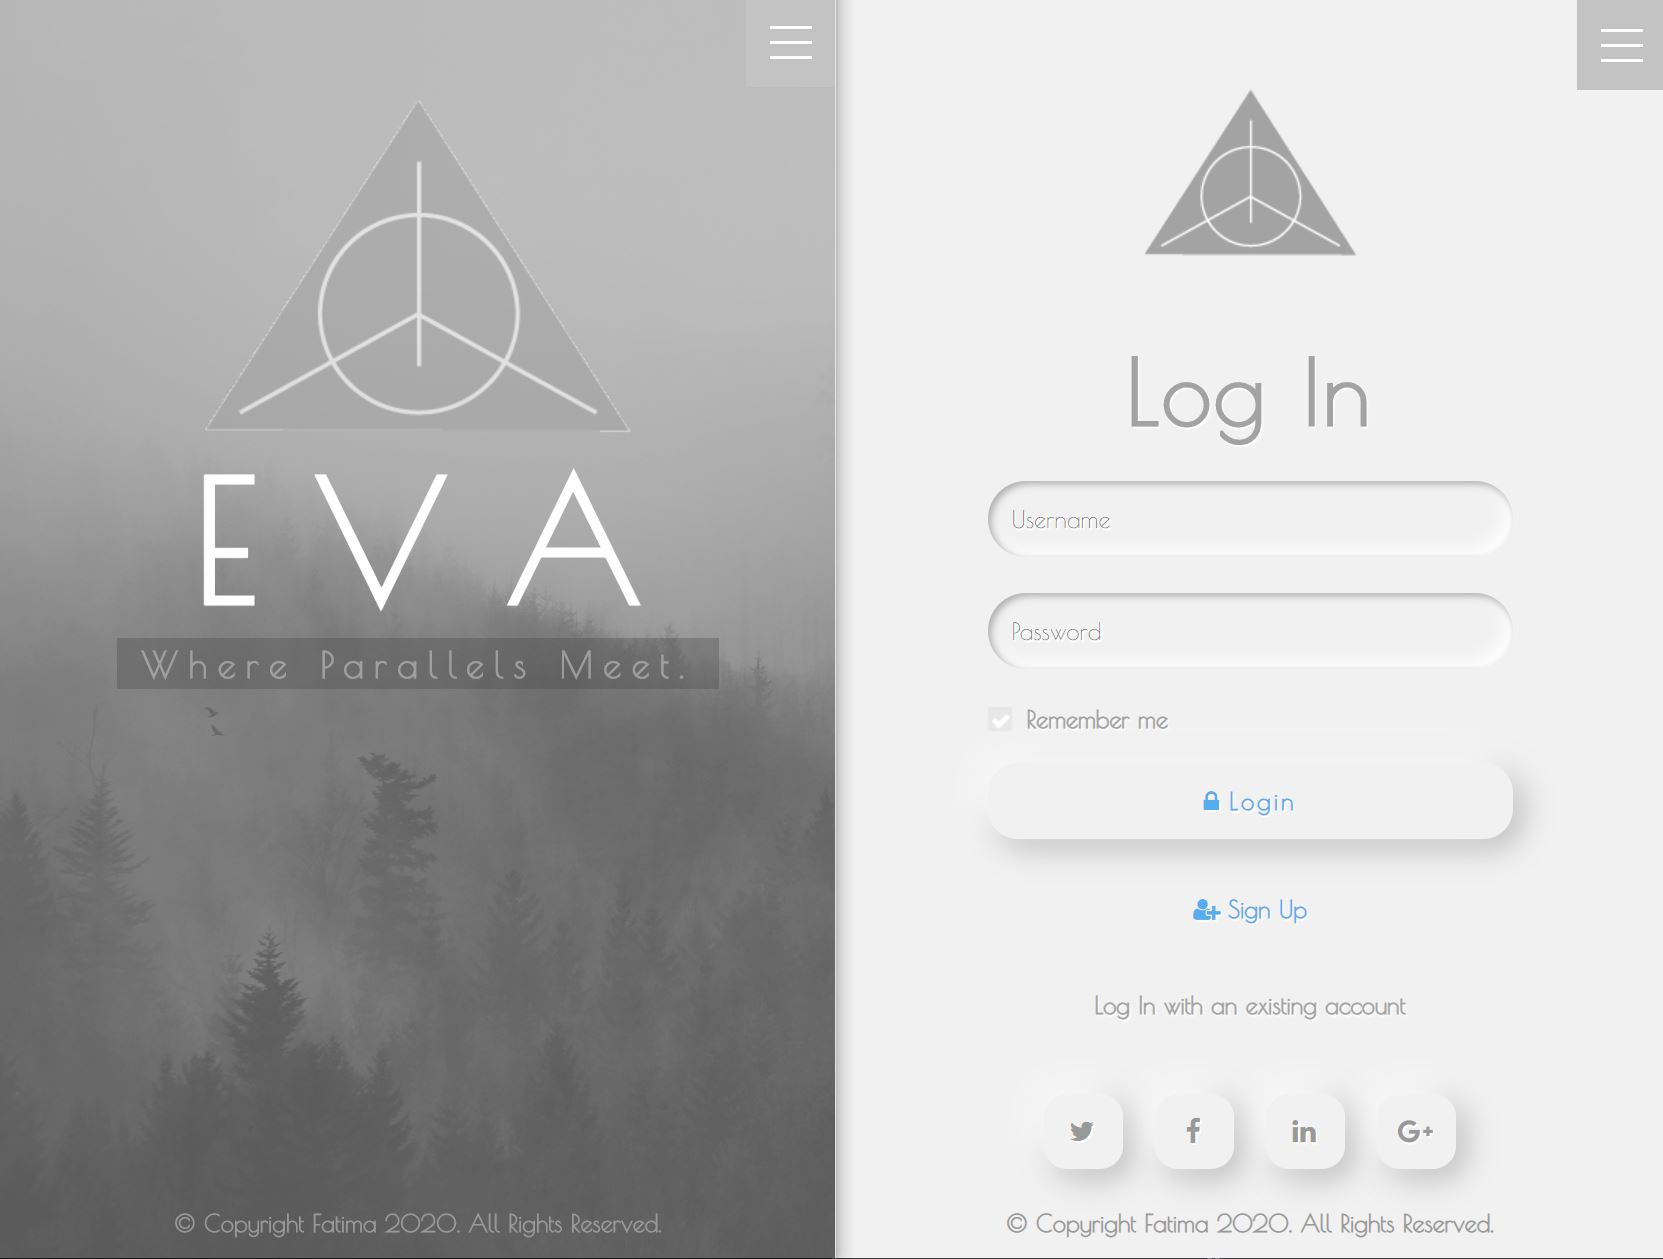 EVA
Where Parallels Meet.
© Copyright Fatima 2020. All Rights Reserved.
Log In
Username
Password
Remember me
Login
Sign Up
Log In with an existing account
© Copyright Fatima 2020. All Rights Reserved.